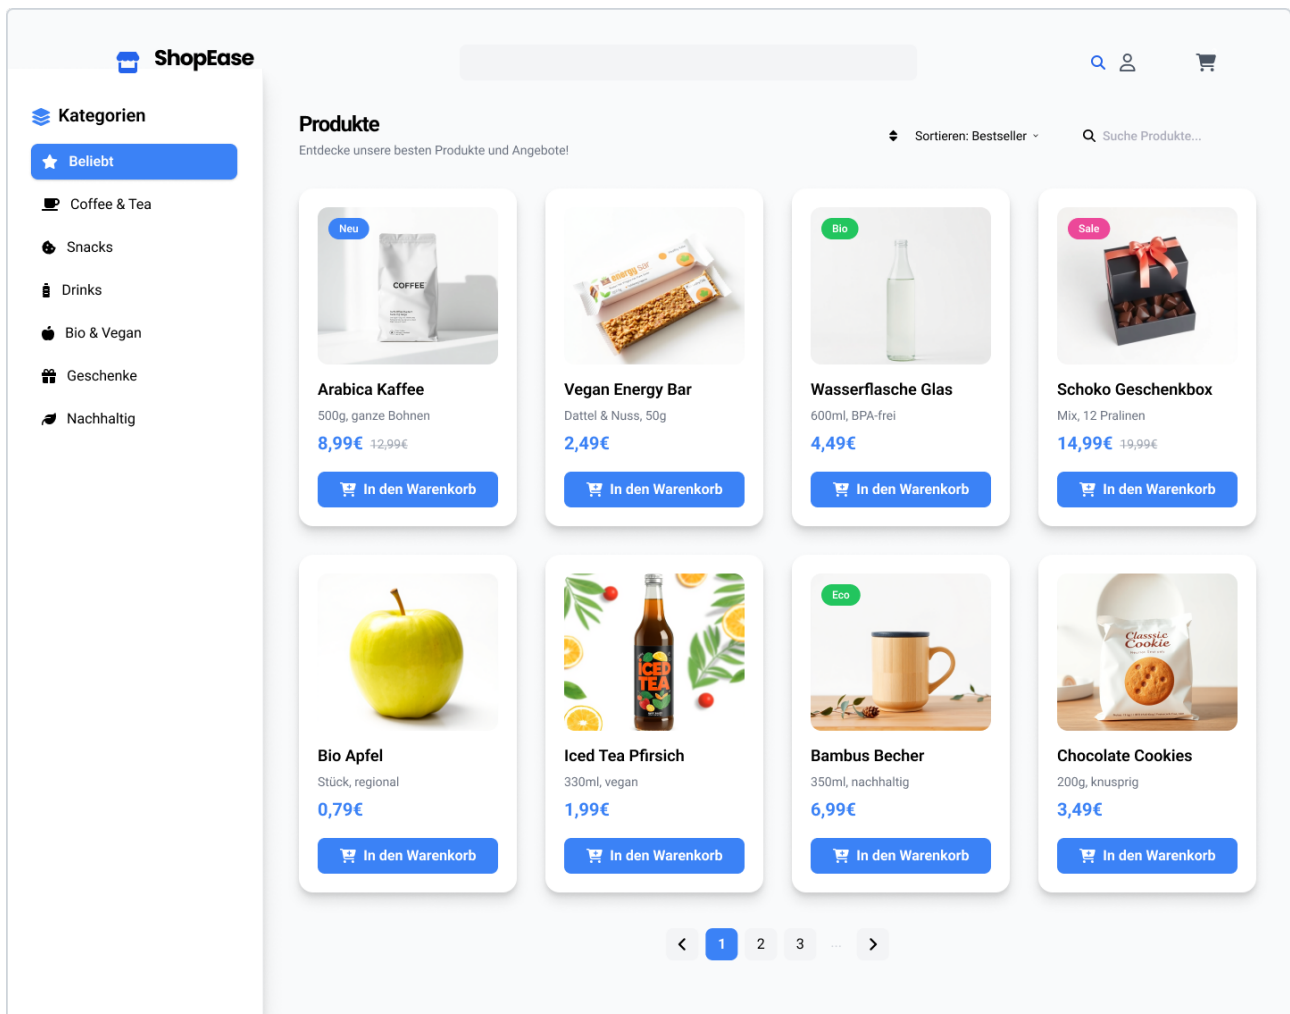 ShopEase
Kategorien
Beliebt
Coffee & Tea
Snacks
Drinks
Bio & Vegan
Geschenke
Nachhaltig
Produkte
Entdecke unsere besten Produkte und Angebote!
Sortieren: Bestseller
Suche Produkte...
Neu
COFFEE
Arabica Kaffee
500g, ganze Bohnen
8,99€ 12,99€
In den Warenkorb
energy bar
Vegan Energy Bar
Dattel & Nuss, 50g
2,49€
In den Warenkorb
Bio
Wasserflasche Glas
600ml, BPA-frei
4,49€
In den Warenkorb
Sale
Schoko Geschenkbox
Mix, 12 Pralinen
14,99€ 19,99€
In den Warenkorb
Bio Apfel
Stück, regional
0,79€
In den Warenkorb
ICED
TEA
Iced Tea Pfirsich
330ml, vegan
1,99€
In den Warenkorb
Eco
Bambus Becher
350ml, nachhaltig
6,99€
In den Warenkorb
Classsic
Cookie
Chocolate Cookies
200g, knusprig
3,49€
In den Warenkorb
1 2 3 ...